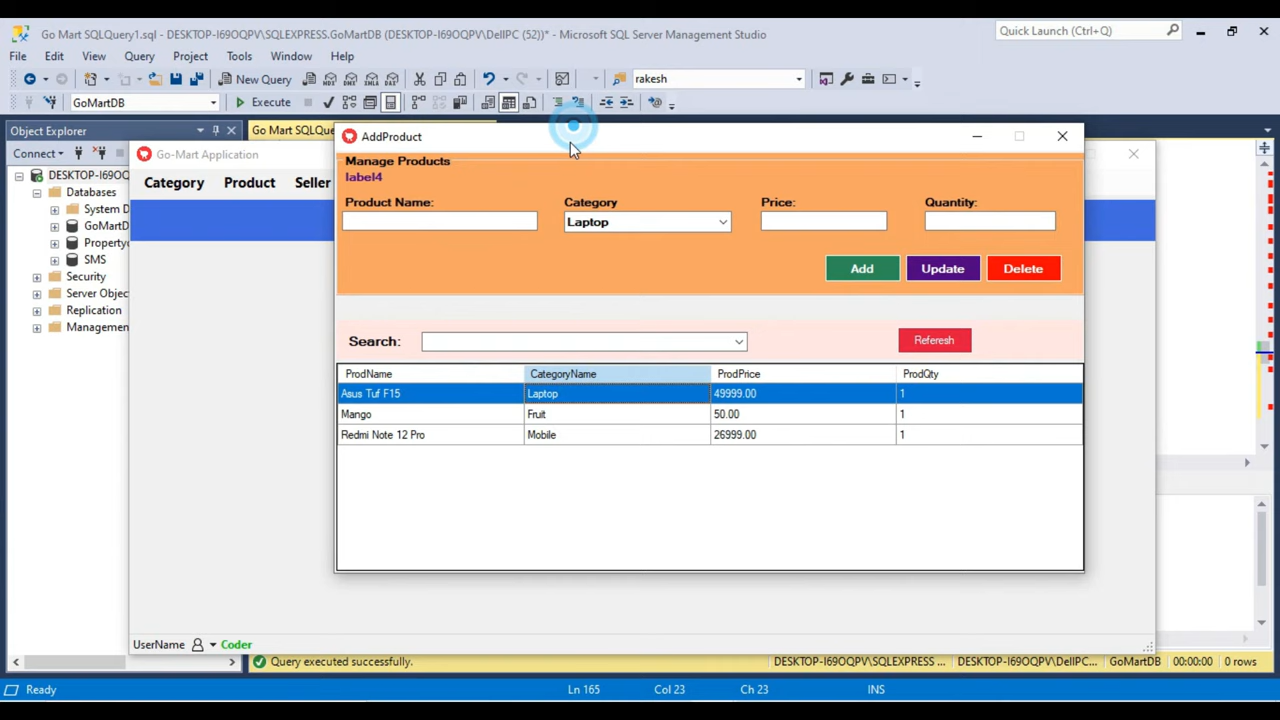 Go Mart SQLQuery1.sql - DESKTOP-I69OQPV\SQLEXPRESS.GoMartDB (DESKTOP-I69OQPV\DellPC (52))* - Microsoft SQL Server Management Studio
Quick Launch (Ctrl+Q)
File Edit View Query Project Tools Window Help
New Query
MDX DMX XMLA DAX
rakesh
GoMartDB
Execute
Object Explorer
Go Mart SQLQue
Connect
DESKTOP-I69OQ
Databases
System D
GoMartD
Property
SMS
Security
Server Objec
Replication
Managemen
Go-Mart Application
Category Product Seller
AddProduct
Manage Products
label4
Product Name: Category Price: Quantity:
Laptop
Add Update Delete
Search:
Referesh
ProdName CategoryName ProdPrice ProdQty
Asus Tuf F15 Laptop 49999.00 1
Mango Fruit 50.00 1
Redmi Note 12 Pro Mobile 26999.00 1
UserName Coder
Query executed successfully.
DESKTOP-I69OQPV\SQLEXPRESS ... DESKTOP-I69OQPV\DellPC... GoMartDB 00:00:00 0 rows
Ready Ln 165 Col 23 Ch 23 INS